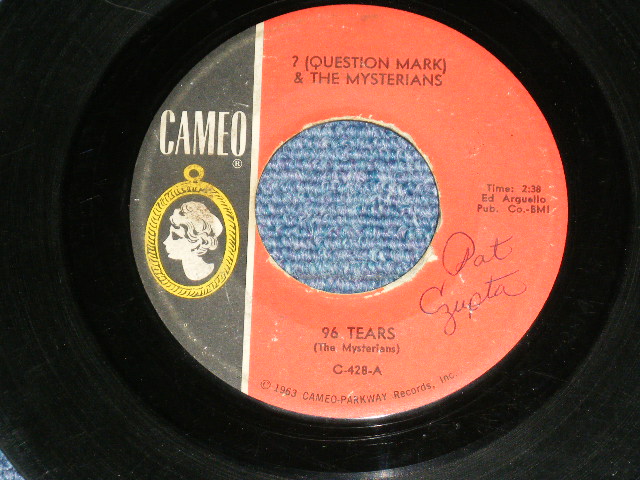 ? (QUESTION MARK)
& THE MYSTERIANS
CAMEO
®
Time: 2:38
Ed Arguello
Pub. Co.-BMI
Pat
Gupta
96 TEARS
(The Mysterians)
C-428-A
© 1963 CAMEO-PARKWAY Records, Inc.